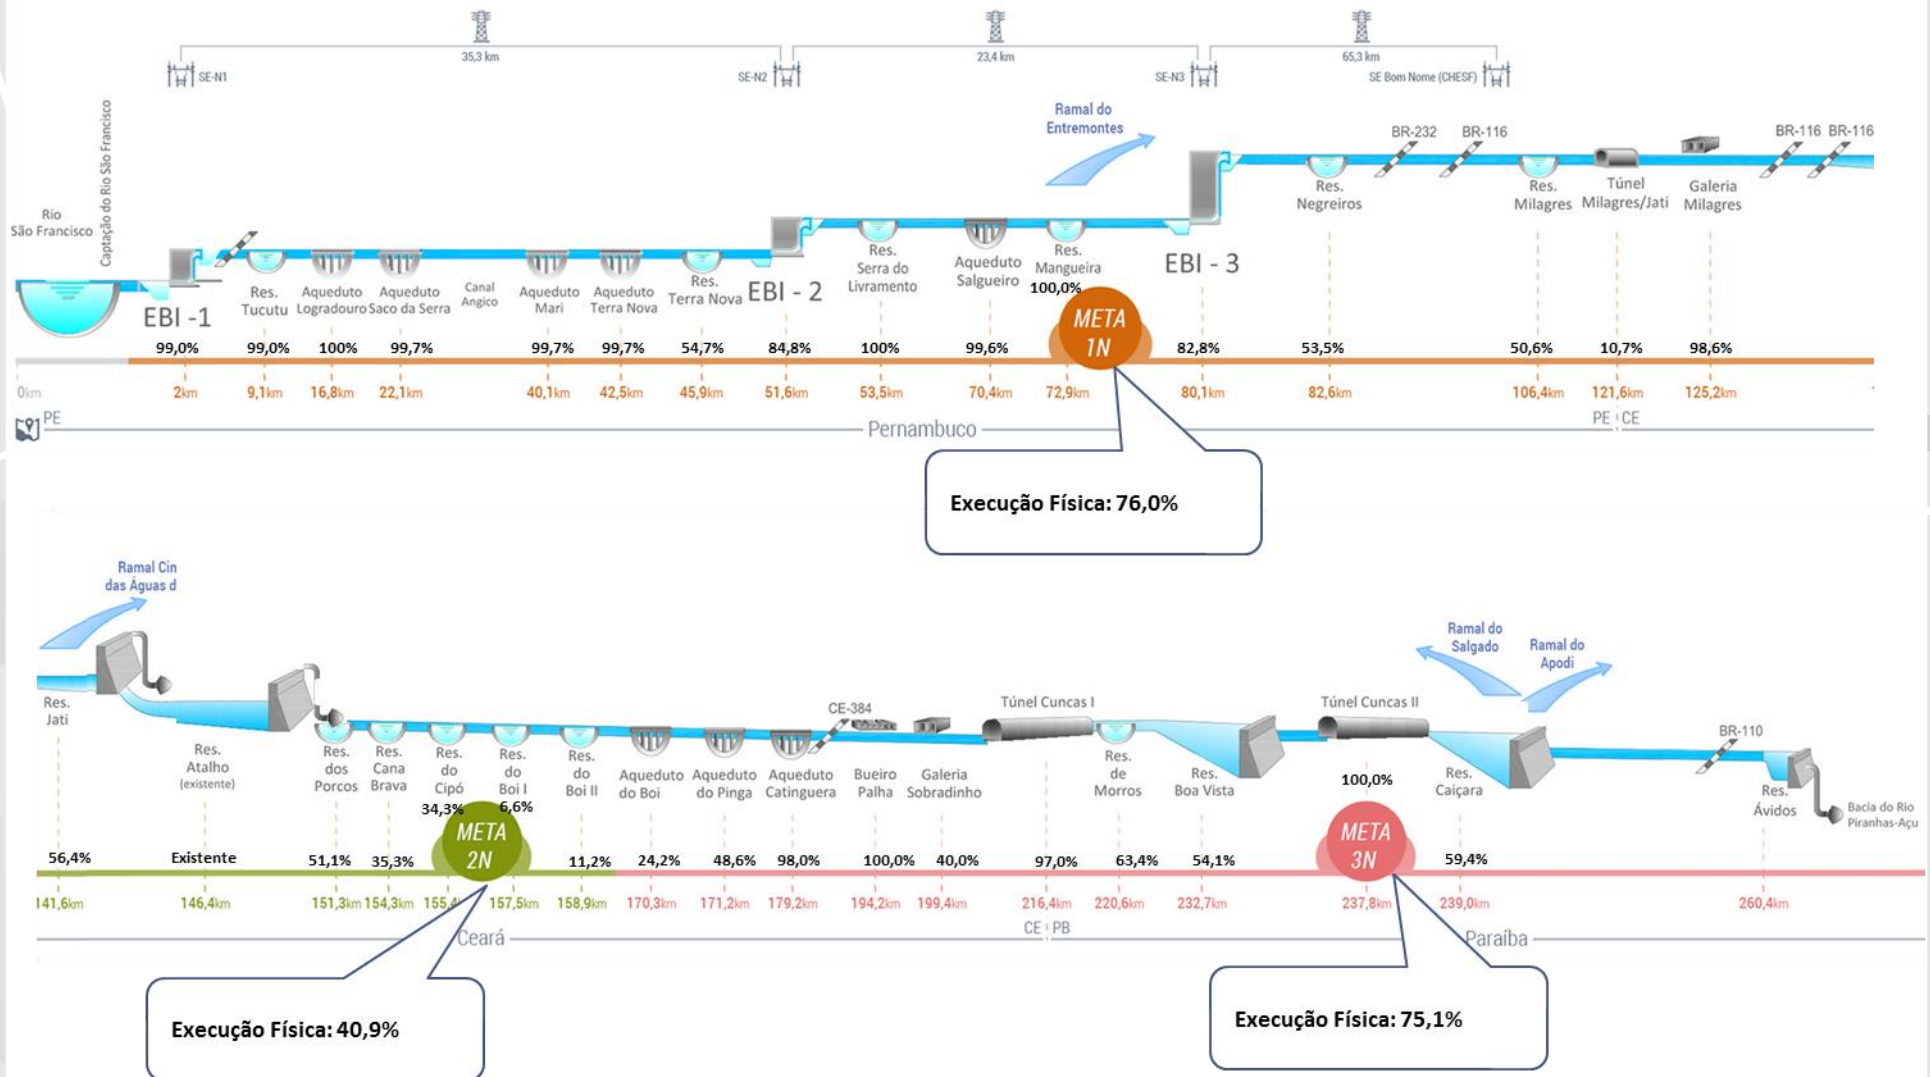 35,3 km
23,4 km
65,3 km
SE-N1
SE-N2
SE-N3
SE Bom Nome (CHESF)
Captação do Rio São Francisco
Rio
São Francisco
Ramal do
Entremontes
BR-232
BR-116
BR-116
BR-116
EBI -1
Res.
Tucutu
Aqueduto
Logradouro
Aqueduto
Saco da Serra
Canal
Angico
Aqueduto
Mari
Aqueduto
Terra Nova
Res.
Terra Nova
EBI - 2
Res.
Serra do
Livramento
Aqueduto
Salgueiro
Res.
Mangueira
100,0%
EBI - 3
Res.
Negreiros
Res.
Milagres
Túnel
Milagres/Jati
Galeria
Milagres
META
1N
99,0%
99,0%
100%
99,7%
99,7%
99,7%
54,7%
84,8%
100%
99,6%
82,8%
53,5%
50,6%
10,7%
98,6%
0km
2km
9,1km
16,8km
22,1km
40,1km
42,5km
45,9km
51,6km
53,5km
70,4km
72,9km
80,1km
82,6km
106,4km
121,6km
125,2km
PE
Pernambuco
PE
CE
Execução Física: 76,0%
Ramal Cin
das Águas d
Res.
Jati
Res.
Atalho
(existente)
Res.
dos
Porcos
Res.
Cana
Brava
Res.
do
Cipó
34,3%
Res.
do
Boi I
6,6%
Res.
do
Boi II
Aqueduto
do Boi
Aqueduto
do Pinga
Aqueduto
Catinguera
CE-384
Bueiro
Palha
Galeria
Sobradinho
Túnel Cuncas I
Res.
de
Morros
Res.
Boa Vista
Túnel Cuncas II
100,0%
Ramal do
Salgado
Ramal do
Apodi
Res.
Caiçara
BR-110
Res.
Ávidos
Bacia do Rio
Piranhas-Açu
META
2N
META
3N
56,4%
Existente
51,1%
35,3%
11,2%
24,2%
48,6%
98,0%
100,0%
40,0%
97,0%
63,4%
54,1%
59,4%
141,6km
146,4km
151,3km
154,3km
155,4
157,5km
158,9km
170,3km
171,2km
179,2km
194,2km
199,4km
216,4km
220,6km
232,7km
237,8km
239,0km
260,4km
Ceará
CE
PB
Paraíba
Execução Física: 40,9%
Execução Física: 75,1%